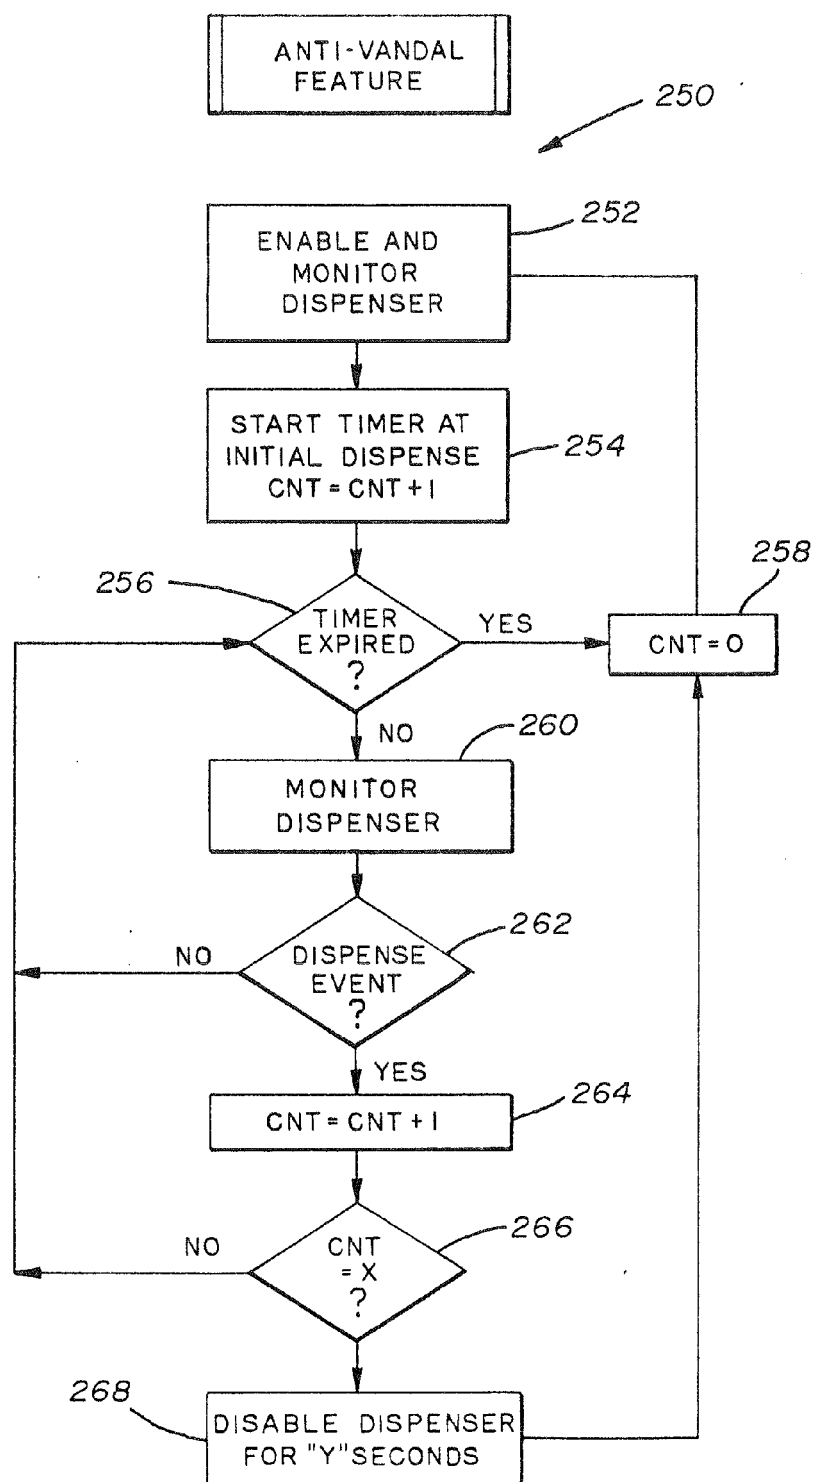 ANTI-VANDAL
FEATURE
250
252
ENABLE AND
MONITOR
DISPENSER
START TIMER AT
INITIAL DISPENSE
CNT = CNT + 1
254
256
TIMER
EXPIRED
?
YES
258
CNT = 0
NO
260
MONITOR
DISPENSER
262
DISPENSE
EVENT
?
NO
YES
264
CNT = CNT + 1
266
CNT
= X
?
NO
268
DISABLE DISPENSER
FOR "Y" SECONDS